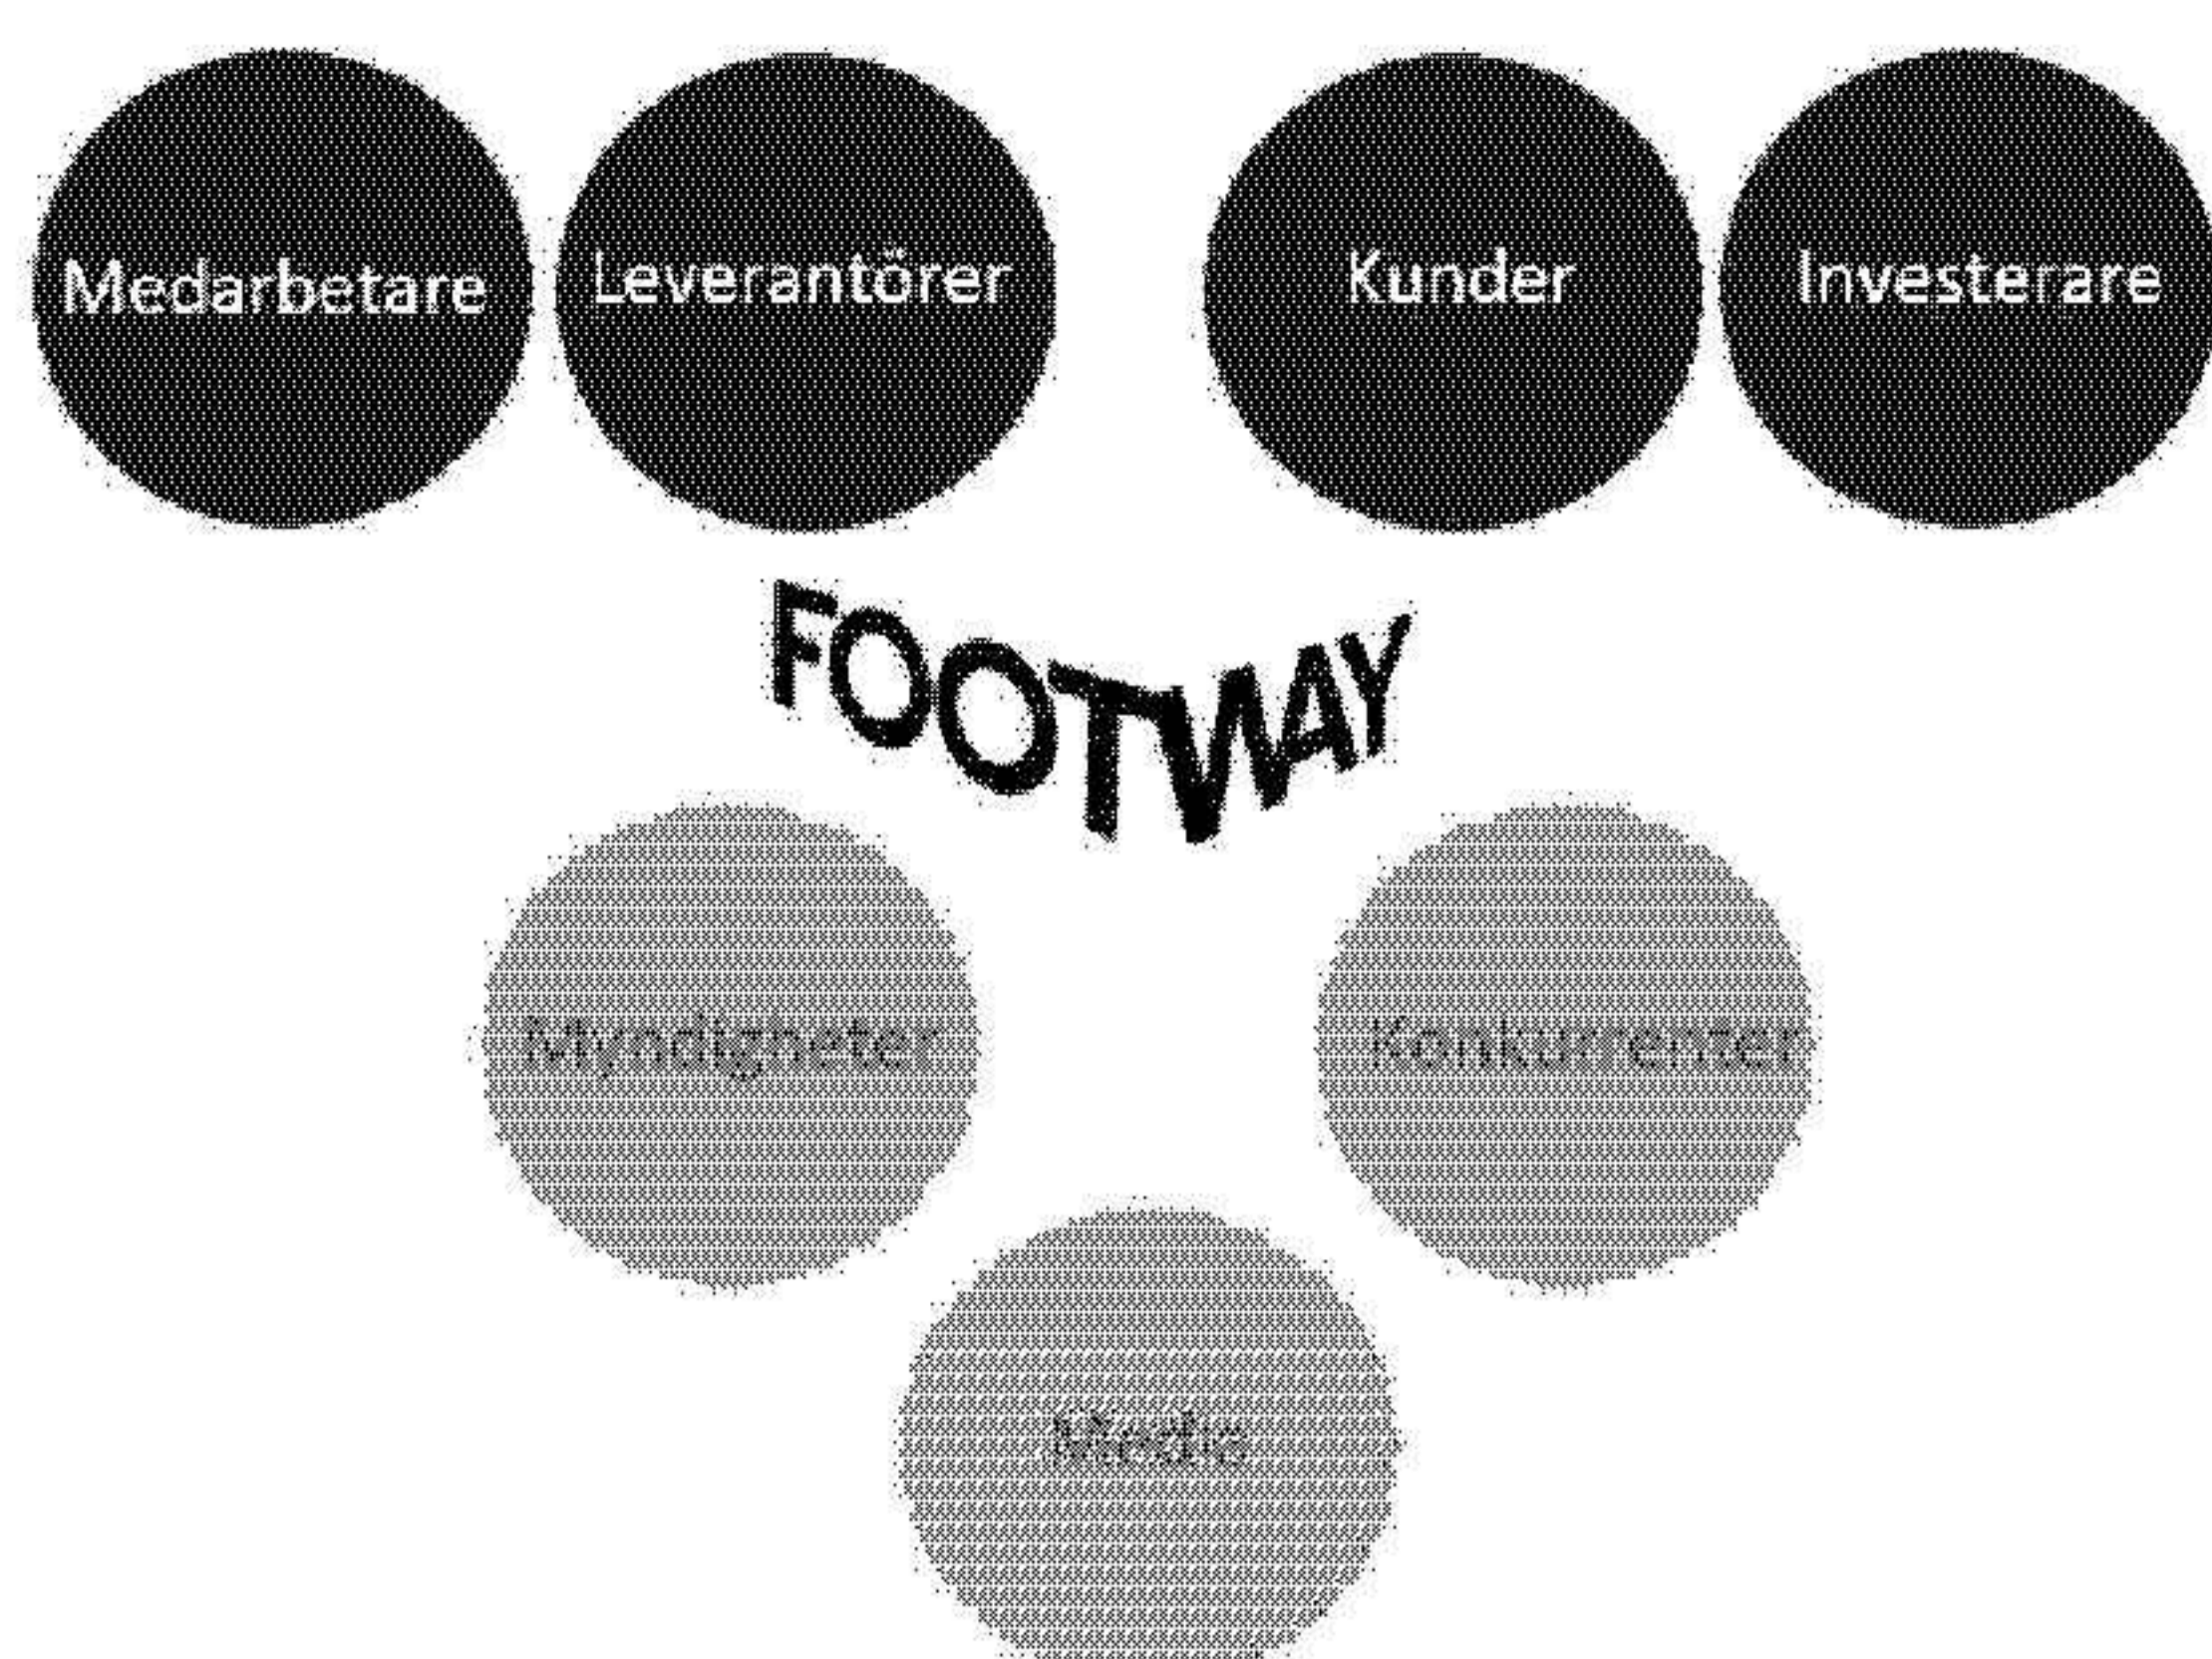 Medarbetare
Leverantörer
Kunder
Investerare
FOOTWAY
Myndigheter
Konkurrenter
Media